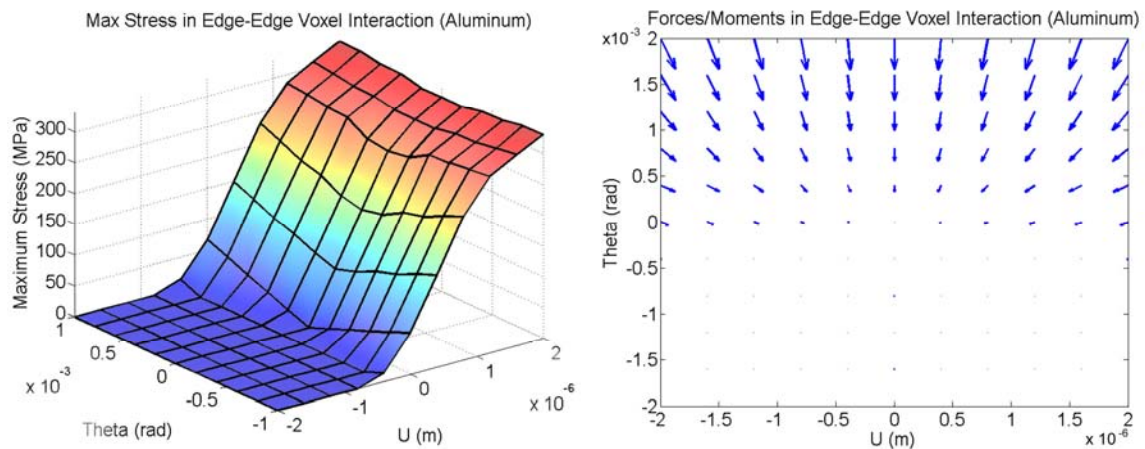 Max Stress in Edge-Edge Voxel Interaction (Aluminum)
Maximum Stress (MPa)
300
250
200
150
100
50
0
1
0.5
0
-0.5
-1
x 10⁻³
Theta (rad)
-2
-1
0
1
2
x 10⁻⁶
U (m)
Forces/Moments in Edge-Edge Voxel Interaction (Aluminum)
x10⁻³
2
1.5
1
0.5
0
-0.5
-1
-1.5
-2
Theta (rad)
-2 -1.5 -1 -0.5 0 0.5 1 1.5 2
U (m)
x 10⁻⁶